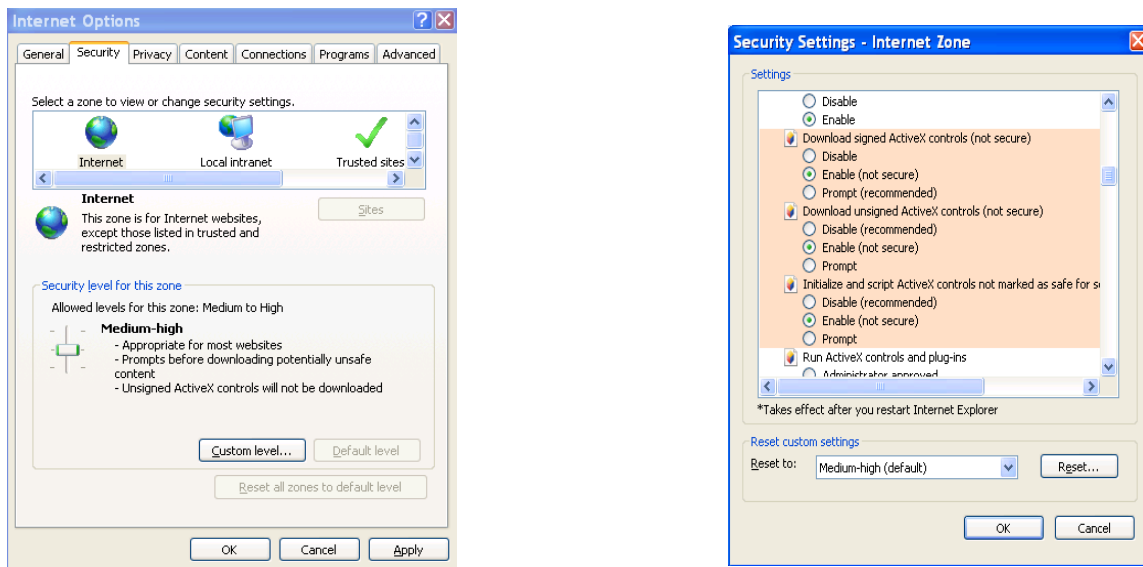 Internet Options
General Security Privacy Content Connections Programs Advanced
Select a zone to view or change security settings.
Internet Local intranet Trusted sites
Internet
Sites
This zone is for Internet websites,
except those listed in trusted and
restricted zones.
Security level for this zone
Allowed levels for this zone: Medium to High
Medium-high
- Appropriate for most websites
- Prompts before downloading potentially unsafe
content
- Unsigned ActiveX controls will not be downloaded
Custom level... Default level
Reset all zones to default level
OK Cancel Apply
Security Settings - Internet Zone
Settings
Disable
Enable
Download signed ActiveX controls (not secure)
Disable
Enable (not secure)
Prompt (recommended)
Download unsigned ActiveX controls (not secure)
Disable (recommended)
Enable (not secure)
Prompt
Initialize and script ActiveX controls not marked as safe for
Disable (recommended)
Enable (not secure)
Prompt
Run ActiveX controls and plug-ins
Administrator approved
*Takes effect after you restart Internet Explorer
Reset custom settings
Reset to: Medium-high (default) Reset...
OK Cancel